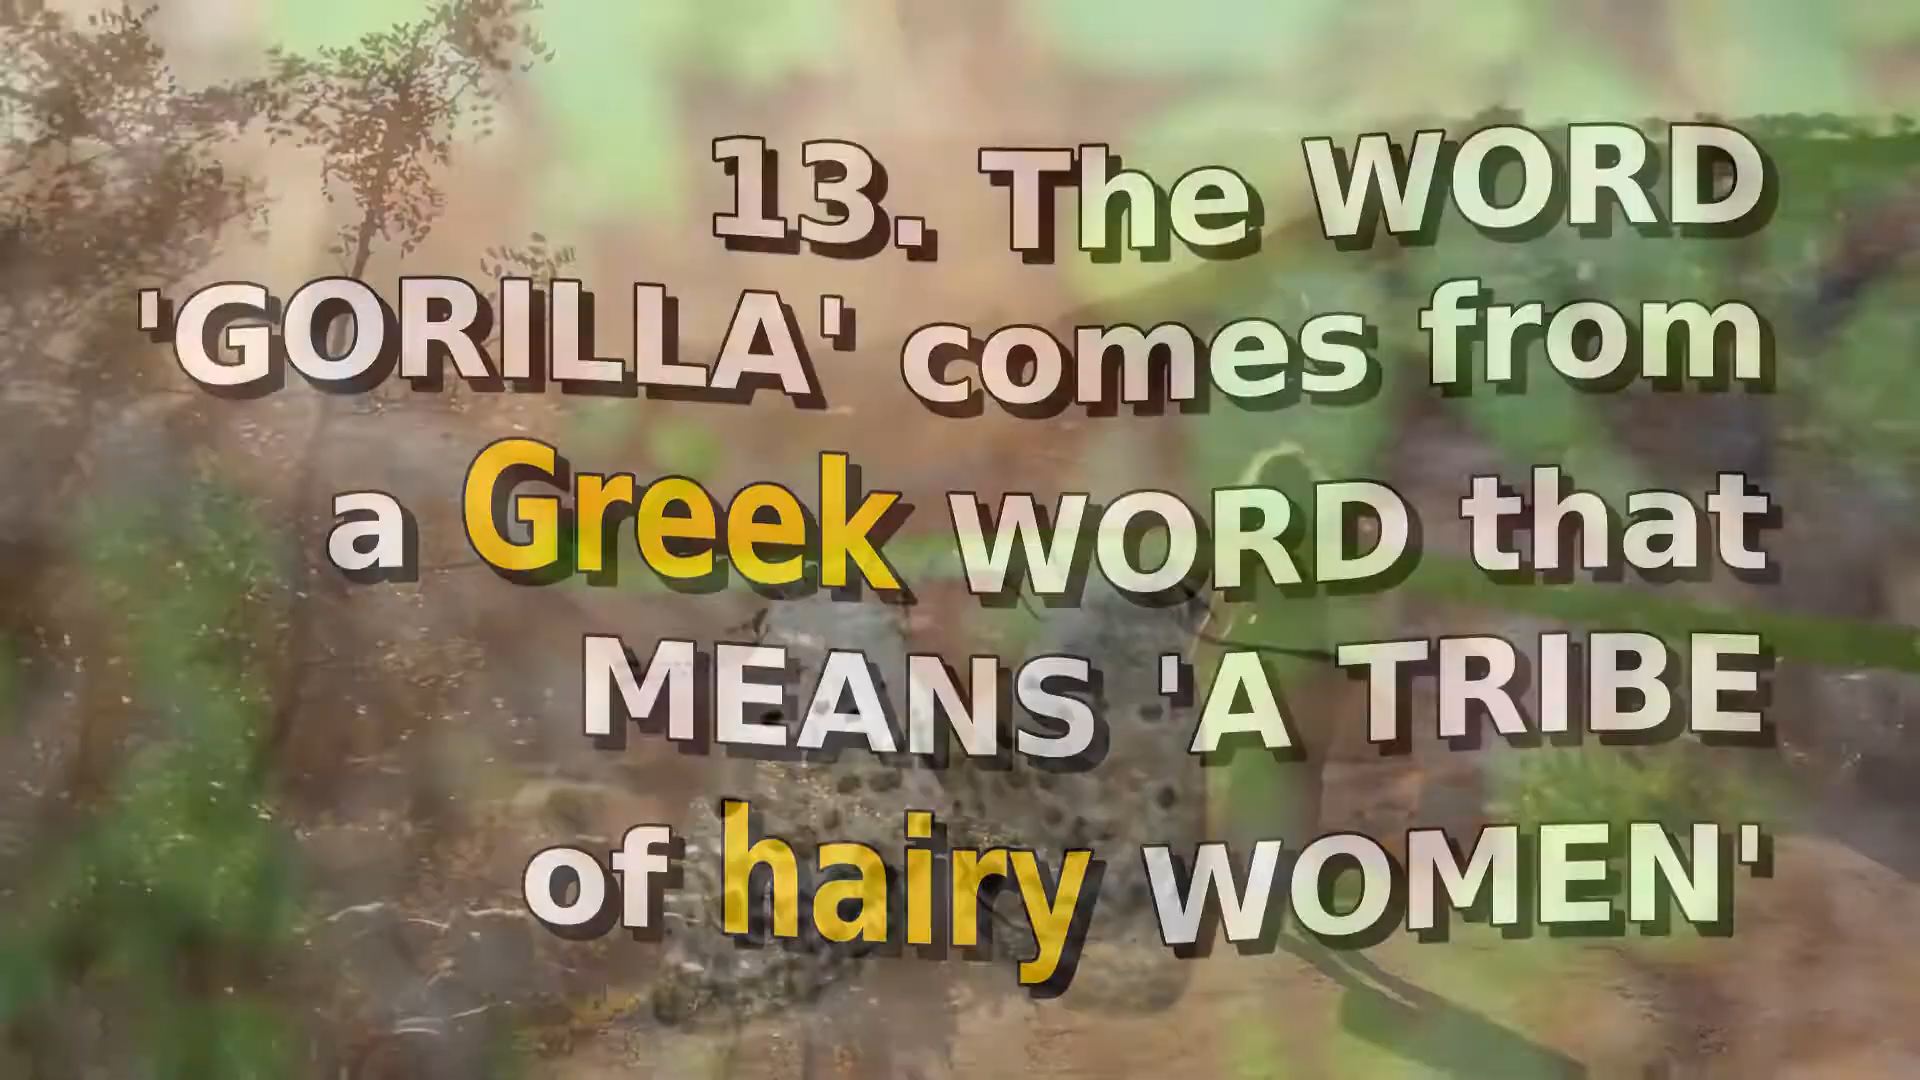 13. The WORD
'GORILLA' comes from
a Greek WORD that
MEANS 'A TRIBE
of hairy WOMEN'